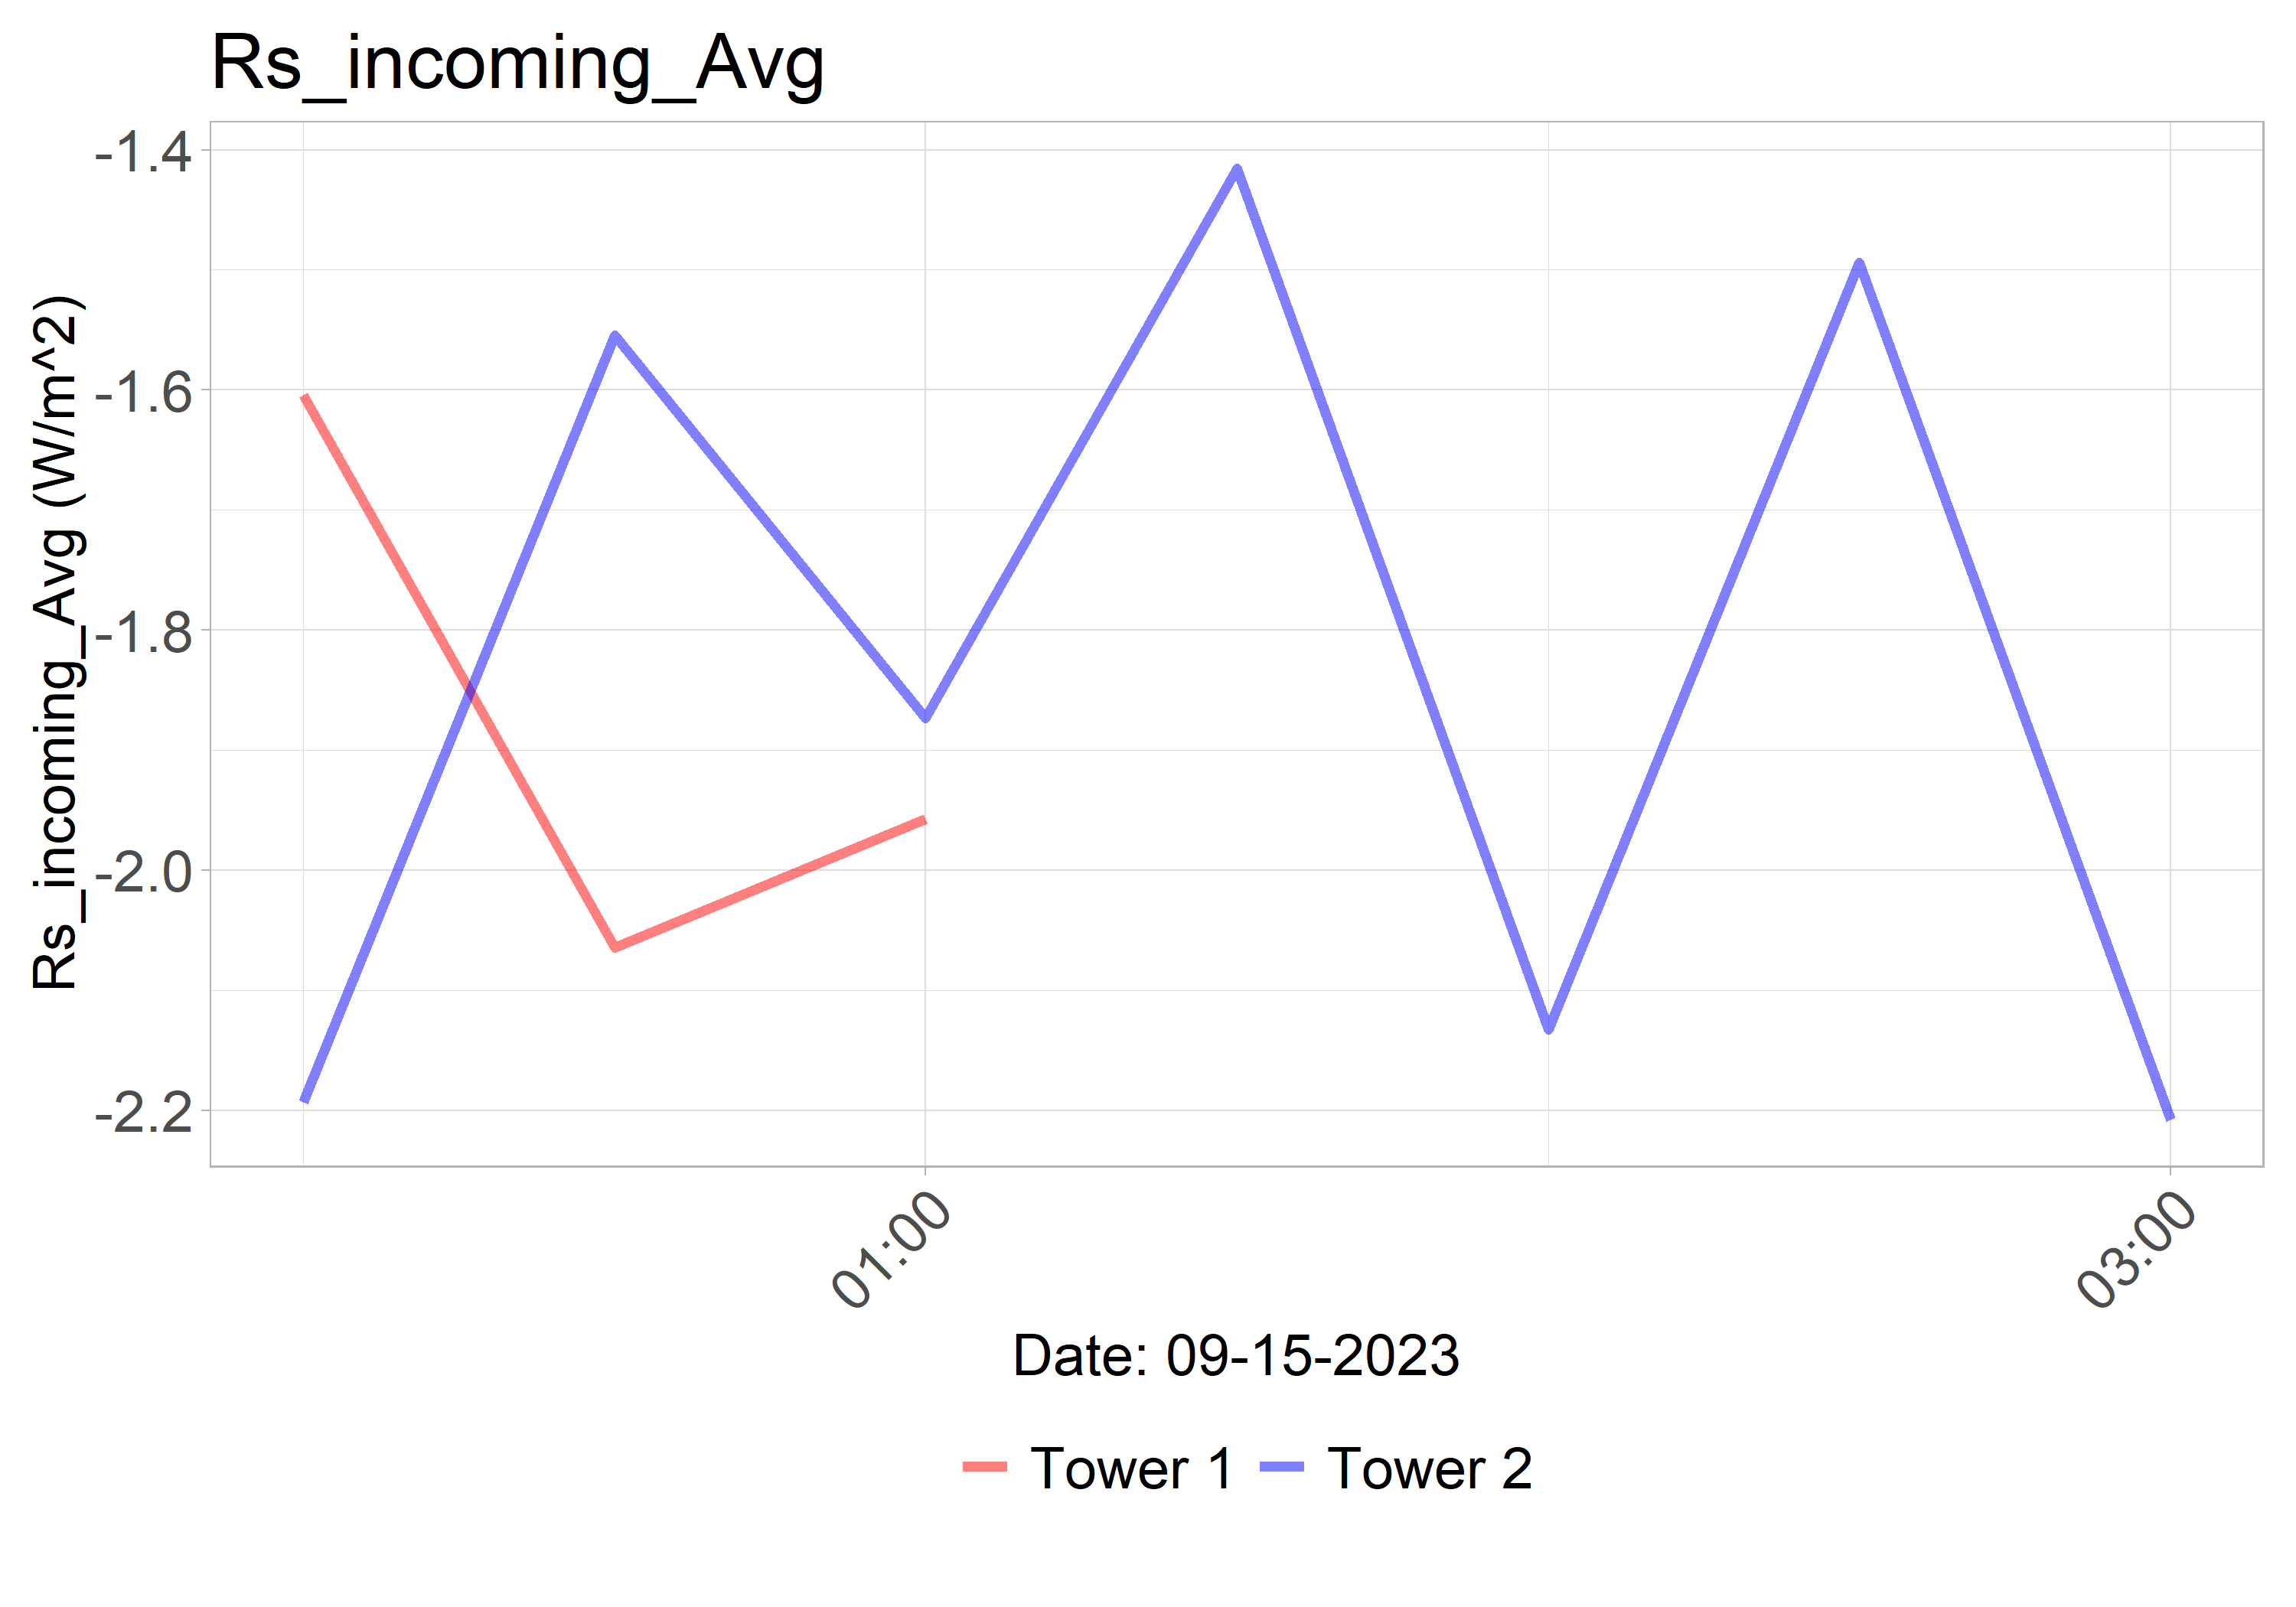 Rs_incoming_Avg
Rs_incoming_Avg (W/m^2)
-1.4
-1.6
-1.8
-2.0
-2.2
01:00
03:00
Date: 09-15-2023
Tower 1
Tower 2